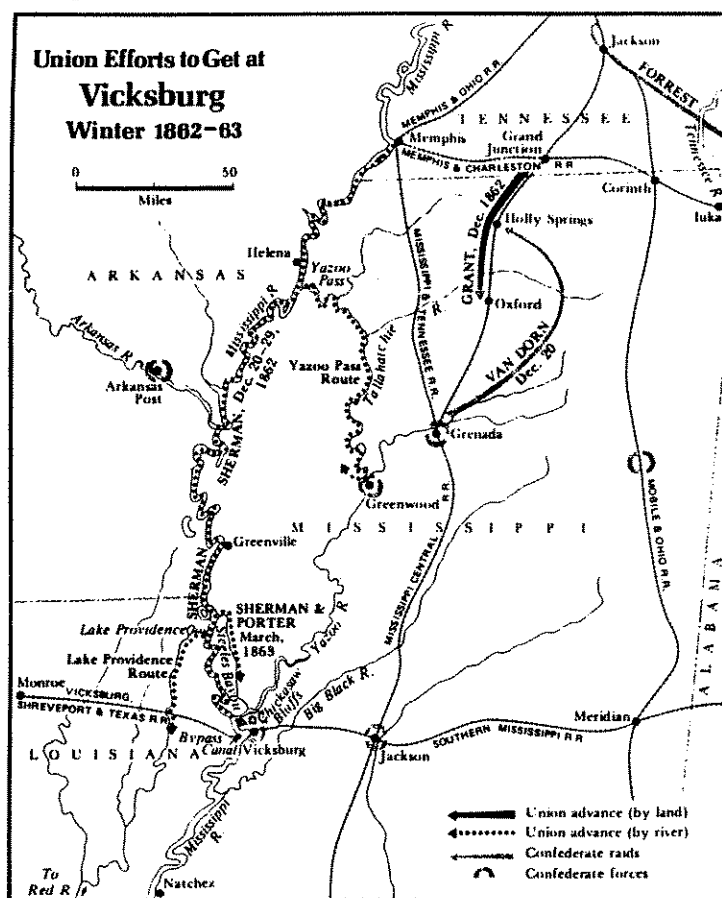 Union Efforts to Get at
Vicksburg
Winter 1862–63
0 50
Miles
Mississippi R.
Jackson
FORREST
MEMPHIS & OHIO R.R.
TENNESSEE
Tennessee R.
Memphis
Grand
Junction
MEMPHIS & CHARLESTON R.R.
Corinth
Iuka
GRANT, Dec. 1862
Holly Springs
Helena
Yazoo
Pass
ARKANSAS
Mississippi R.
MISSISSIPPI & TENNESSEE R.R.
R
Oxford
Arkansas R.
Arkansas
Post
SHERMAN, Dec. 20–29,
1862
Yazoo Pass
Route
Tallahatchie
VAN DORN
Dec. 20
Grenada
Greenwood
MISSISSIPPI
Greenville
MISSISSIPPI CENTRAL
R.R.
MOBILE & OHIO R.R.
ALABAMA
SHERMAN
SHERMAN &
PORTER
March,
1863
Lake Providence
Lake Providence
Route
Steeles Bayou
Yazoo R.
Chickasaw
Bluffs
Big Black R.
Monroe
VICKSBURG
SHREVEPORT & TEXAS R.R.
LOUISIANA
Bypass
Canal
Vicksburg
Jackson
SOUTHERN MISSISSIPPI R.R.
Meridian
Mississippi
R.
To
Red R.
Natchez
Union advance (by land)
Union advance (by river)
Confederate raids
Confederate forces